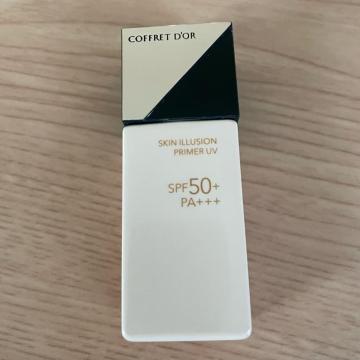 COFFRET D'OR
SKIN ILLUSION
PRIMER UV
SPF50+
PA+++